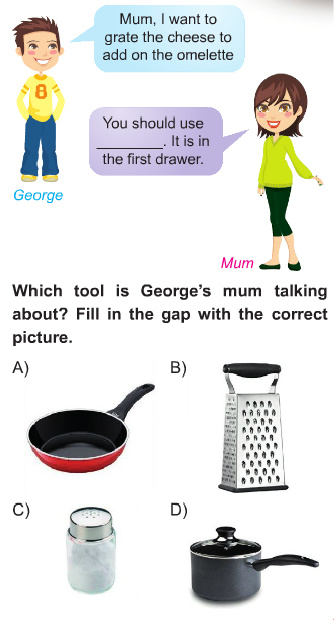 Mum, I want to
grate the cheese to
add on the omelette
8
You should use
________. It is in
the first drawer.
George
Mum
Which tool is George's mum talking
about? Fill in the gap with the correct
picture.
A)
B)
C)
D)